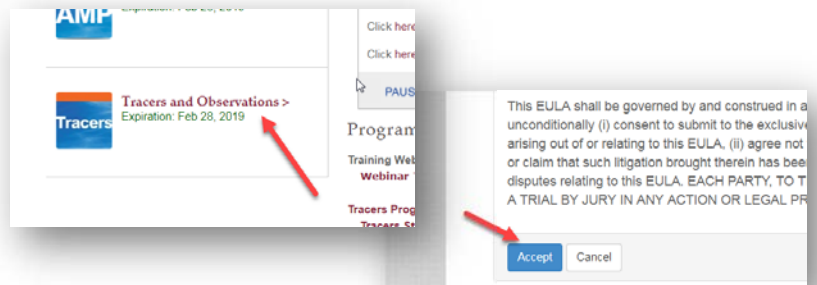 AMP
Click here
Click here
PAUS
Tracers
Tracers and Observations >
Expiration: Feb 28, 2019
Program
Training Web
Webinar
Tracers Prog
Tracers St
This EULA shall be governed by and construed in a
unconditionally (i) consent to submit to the exclusive
arising out of or relating to this EULA, (ii) agree not
or claim that such litigation brought therein has been
disputes relating to this EULA. EACH PARTY, TO T
A TRIAL BY JURY IN ANY ACTION OR LEGAL PR
Accept
Cancel